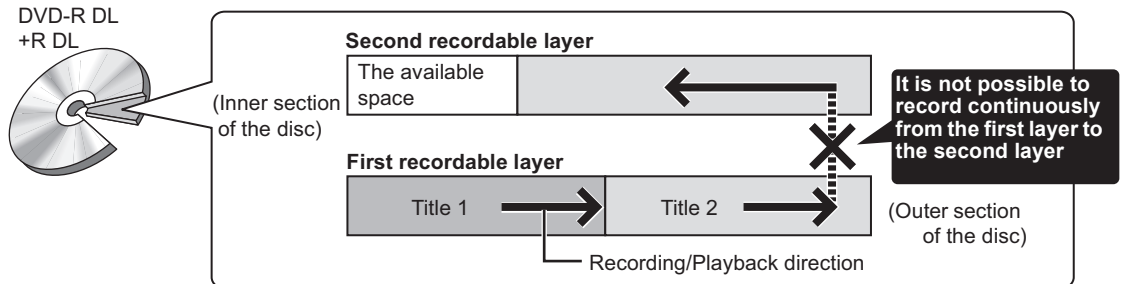 DVD-R DL
+R DL
Second recordable layer
The available
space
(Inner section
of the disc)
It is not possible to
record continuously
from the first layer to
the second layer
First recordable layer
Title 1
Title 2
(Outer section
of the disc)
Recording/Playback direction